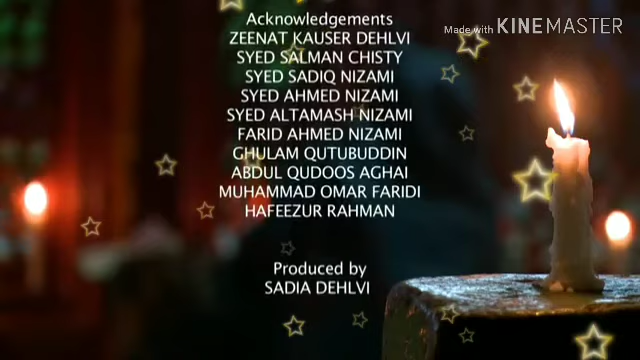 Acknowledgements
Made with KINEMASTER
ZEENAT KAUSER DEHLVI
SYED SALMAN CHISTY
SYED SADIQ NIZAMI
SYED AHMED NIZAMI
SYED ALTAMASH NIZAMI
FARID AHMED NIZAMI
GHULAM QUTUBUDDIN
ABDUL QUDOOS AGHAI
MUHAMMAD OMAR FARIDI
HAFEEZUR RAHMAN
Produced by
SADIA DEHLVI